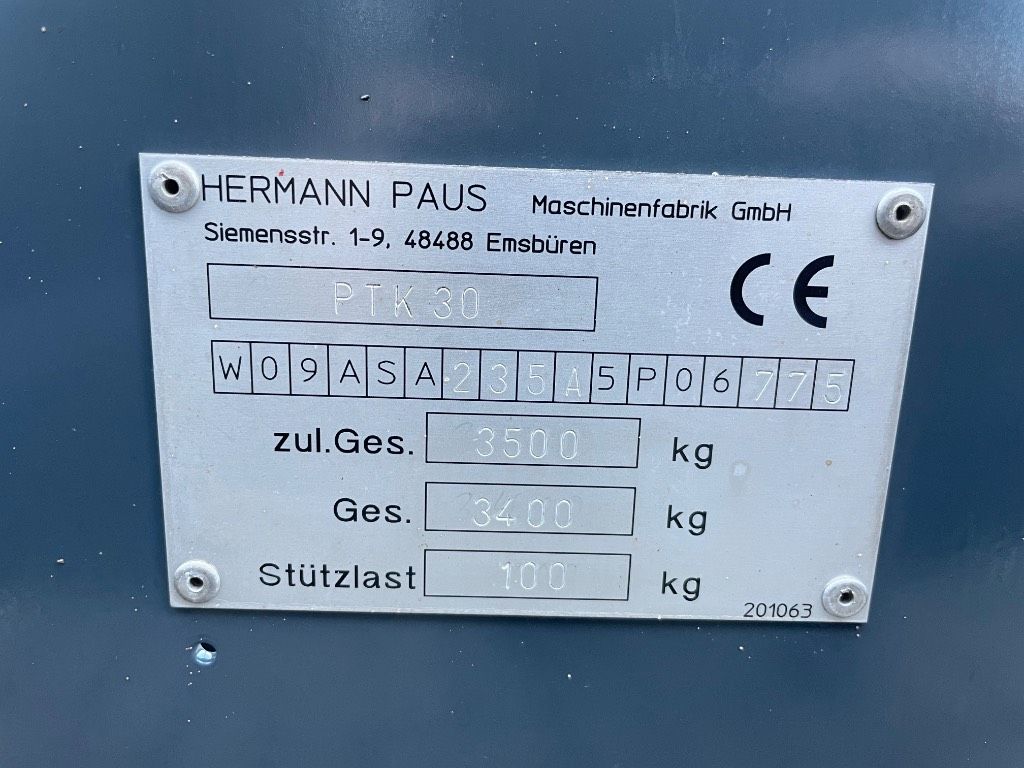 HERMANN PAUS Maschinenfabrik GmbH
Siemensstr. 1-9, 48488 Emsbüren
PTK 30 CE
W09ASA235A5P06775
zul.Ges. 3500 kg
Ges. 3400 kg
Stützlast 100 kg
201063